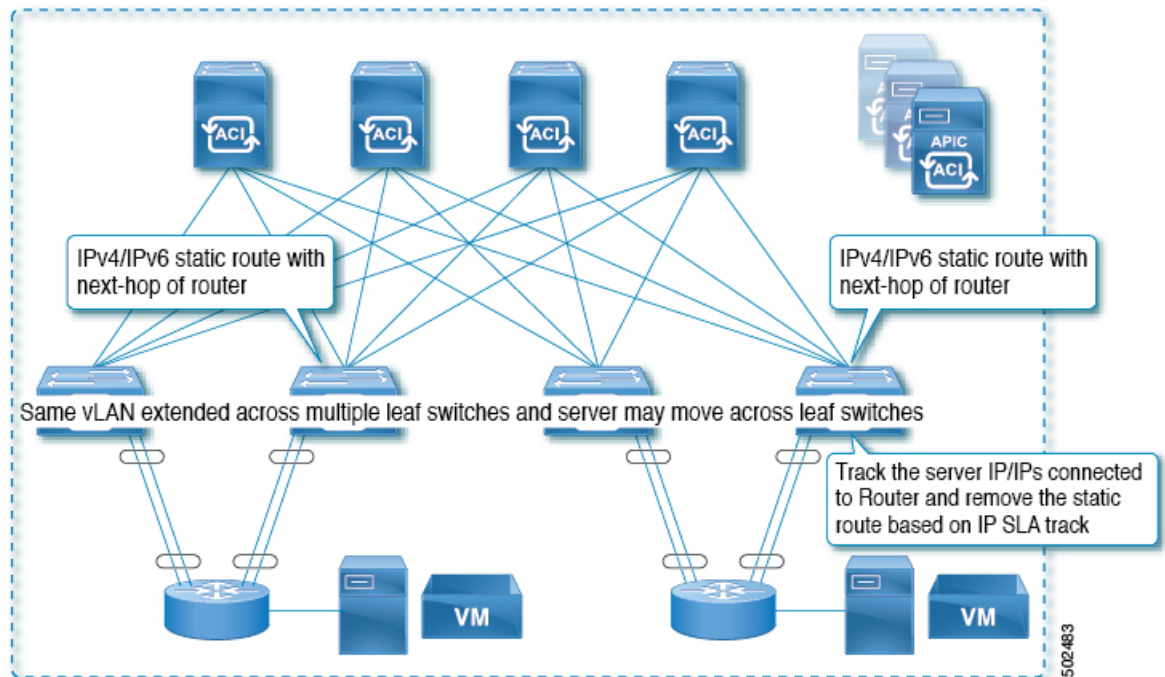 ACI
ACI
ACI
ACI
APIC
ACI
IPv4/IPv6 static route with
next-hop of router
IPv4/IPv6 static route with
next-hop of router
Same vLAN extended across multiple leaf switches and server may move across leaf switches
Track the server IP/IPs connected
to Router and remove the static
route based on IP SLA track
VM
VM
502483